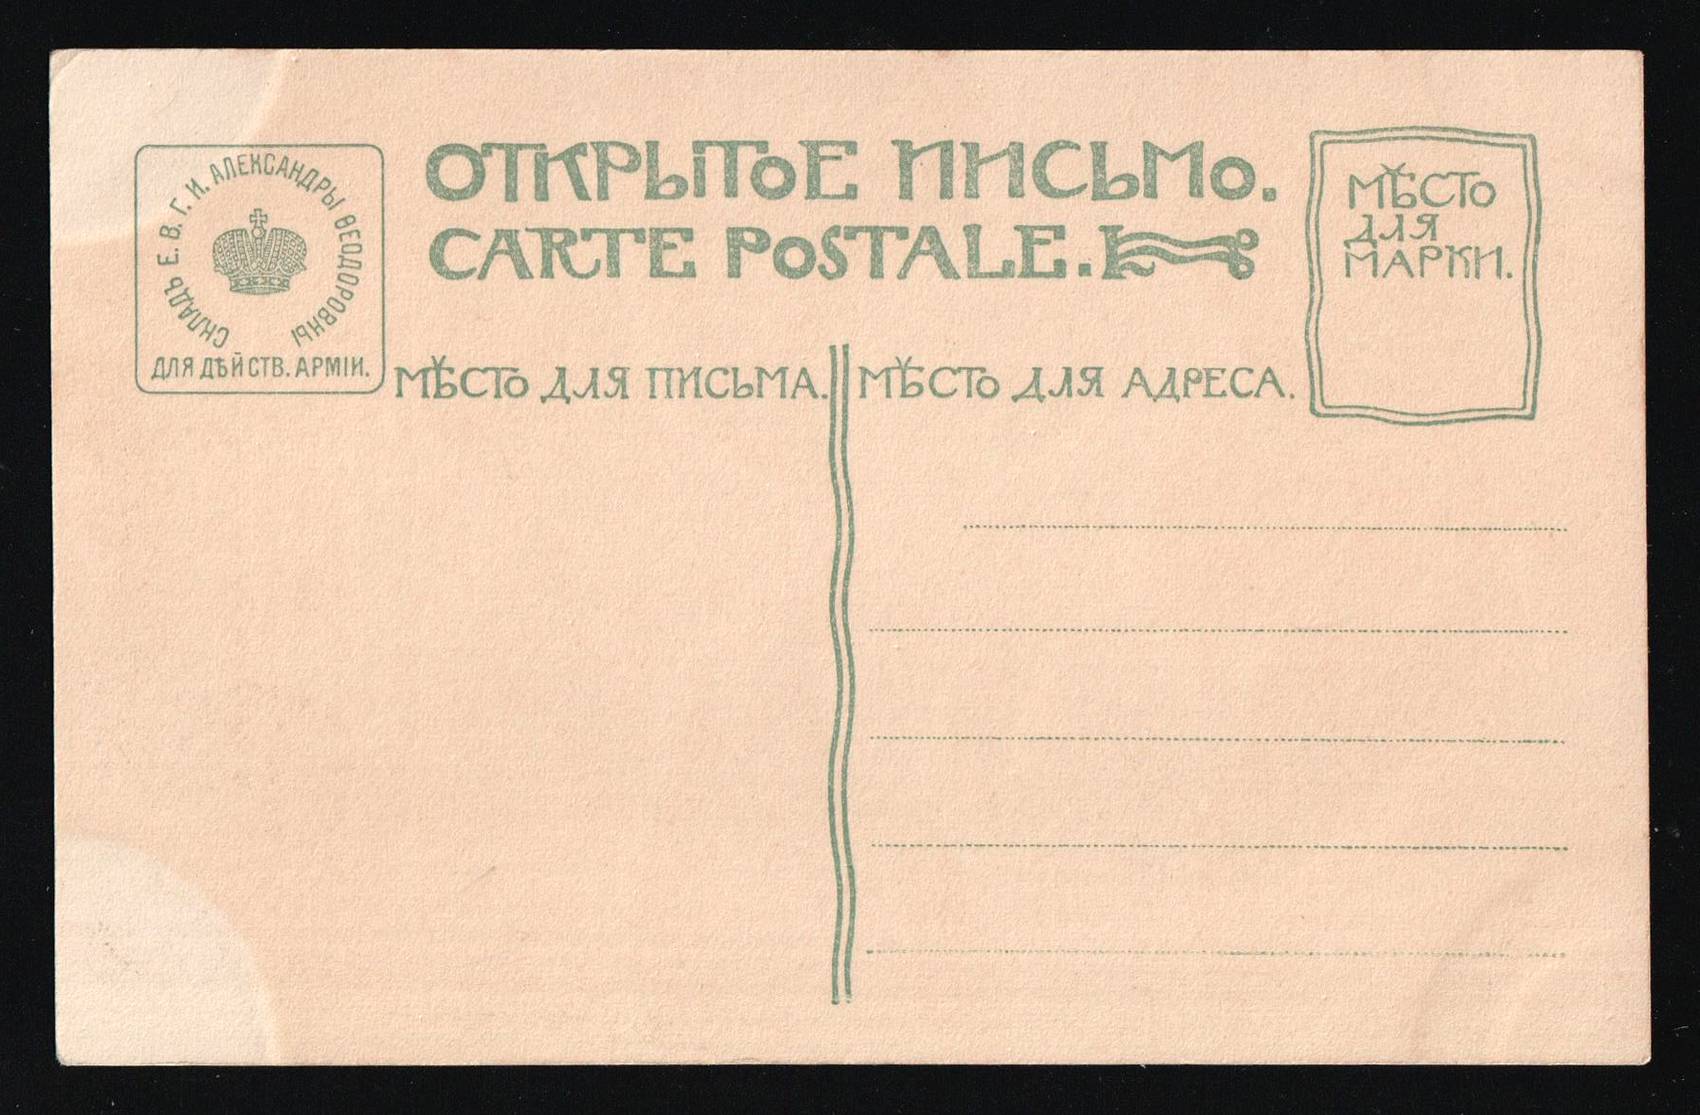 СКЛАДЪ Е. В. Г. И. АЛЕКСАНДРЫ ѲЕОДОРОВНЫ
ДЛЯ ДѢЙСТВ. АРМІИ.
ОТКРЫТОЕ ПИСЬМО.
CARTE POSTALE.
МѢСТО
ДЛЯ
МАРКИ.
МѢСТО ДЛЯ ПИСЬМА.
МѢСТО ДЛЯ АДРЕСА.